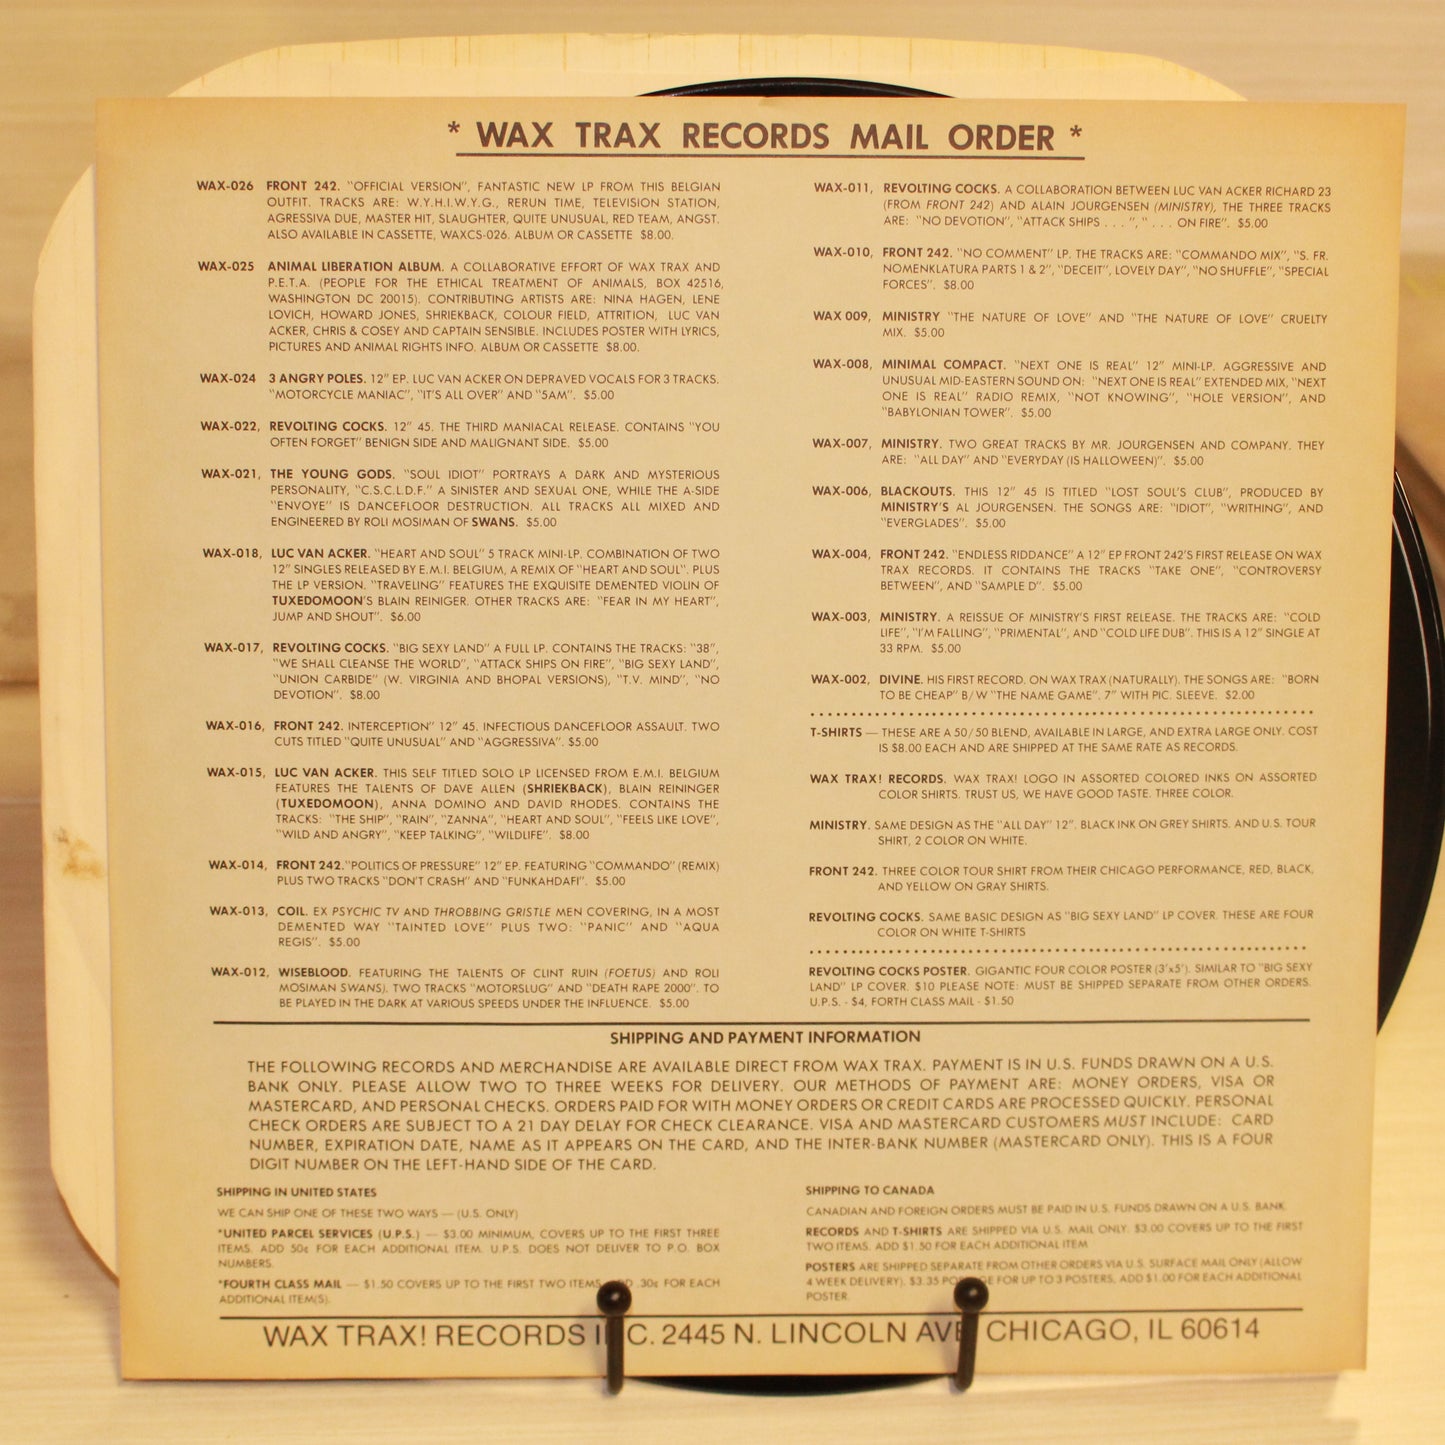 * WAX TRAX RECORDS MAIL ORDER *
WAX-026 FRONT 242. "OFFICIAL VERSION", FANTASTIC NEW LP FROM THIS BELGIAN
OUTFIT. TRACKS ARE: W.Y.H.I.W.Y.G., RERUN TIME, TELEVISION STATION,
AGRESSIVA DUE, MASTER HIT, SLAUGHTER, QUITE UNUSUAL, RED TEAM, ANGST.
ALSO AVAILABLE IN CASSETTE, WAXCS-026. ALBUM OR CASSETTE $8.00.
WAX-025 ANIMAL LIBERATION ALBUM. A COLLABORATIVE EFFORT OF WAX TRAX AND
P.E.T.A. (PEOPLE FOR THE ETHICAL TREATMENT OF ANIMALS, BOX 42516,
WASHINGTON DC 20015). CONTRIBUTING ARTISTS ARE: NINA HAGEN, LENE
LOVICH, HOWARD JONES, SHRIEKBACK, COLOUR FIELD, ATTRITION, LUC VAN
ACKER, CHRIS & COSEY AND CAPTAIN SENSIBLE. INCLUDES POSTER WITH LYRICS,
PICTURES AND ANIMAL RIGHTS INFO. ALBUM OR CASSETTE $8.00.
WAX-024 3 ANGRY POLES. 12" EP. LUC VAN ACKER ON DEPRAVED VOCALS FOR 3 TRACKS.
"MOTORCYCLE MANIAC", "IT'S ALL OVER" AND "5AM". $5.00
WAX-022, REVOLTING COCKS. 12" 45. THE THIRD MANIACAL RELEASE. CONTAINS "YOU
OFTEN FORGET" BENIGN SIDE AND MALIGNANT SIDE. $5.00
WAX-021, THE YOUNG GODS. "SOUL IDIOT" PORTRAYS A DARK AND MYSTERIOUS
PERSONALITY, "C.S.C.L.D.F." A SINISTER AND SEXUAL ONE, WHILE THE A-SIDE
"ENVOYE" IS DANCEFLOOR DESTRUCTION. ALL TRACKS ALL MIXED AND
ENGINEERED BY ROLI MOSIMAN OF SWANS. $5.00
WAX-018, LUC VAN ACKER. "HEART AND SOUL" 5 TRACK MINI-LP. COMBINATION OF TWO
12" SINGLES RELEASED BY E.M.I. BELGIUM, A REMIX OF "HEART AND SOUL". PLUS
THE LP VERSION. "TRAVELING" FEATURES THE EXQUISITE DEMENTED VIOLIN OF
TUXEDOMOON'S BLAIN REINIGER. OTHER TRACKS ARE: "FEAR IN MY HEART",
JUMP AND SHOUT". $6.00
WAX-017, REVOLTING COCKS. "BIG SEXY LAND" A FULL LP. CONTAINS THE TRACKS: "38",
"WE SHALL CLEANSE THE WORLD", "ATTACK SHIPS ON FIRE", "BIG SEXY LAND",
"UNION CARBIDE" (W. VIRGINIA AND BHOPAL VERSIONS), "T.V. MIND", "NO
DEVOTION". $8.00
WAX-016, FRONT 242. INTERCEPTION" 12" 45. INFECTIOUS DANCEFLOOR ASSAULT. TWO
CUTS TITLED "QUITE UNUSUAL" AND "AGGRESSIVA". $5.00
WAX-015, LUC VAN ACKER. THIS SELF TITLED SOLO LP LICENSED FROM E.M.I. BELGIUM
FEATURES THE TALENTS OF DAVE ALLEN (SHRIEKBACK), BLAIN REININGER
(TUXEDOMOON), ANNA DOMINO AND DAVID RHODES. CONTAINS THE
TRACKS: "THE SHIP", "RAIN", "ZANNA", "HEART AND SOUL", "FEELS LIKE LOVE",
"WILD AND ANGRY", "KEEP TALKING", "WILDLIFE". $8.00
WAX-014, FRONT 242. "POLITICS OF PRESSURE" 12" EP. FEATURING "COMMANDO" (REMIX)
PLUS TWO TRACKS "DON'T CRASH" AND "FUNKAHDAFI". $5.00
WAX-013, COIL. EX PSYCHIC TV AND THROBBING GRISTLE MEN COVERING, IN A MOST
DEMENTED WAY "TAINTED LOVE" PLUS TWO: "PANIC" AND "AQUA
REGIS". $5.00
WAX-012, WISEBLOOD. FEATURING THE TALENTS OF CLINT RUIN (FOETUS) AND ROLI
MOSIMAN SWANS). TWO TRACKS "MOTORSLUG" AND "DEATH RAPE 2000". TO
BE PLAYED IN THE DARK AT VARIOUS SPEEDS UNDER THE INFLUENCE. $5.00
WAX-011, REVOLTING COCKS. A COLLABORATION BETWEEN LUC VAN ACKER RICHARD 23
(FROM FRONT 242) AND ALAIN JOURGENSEN (MINISTRY), THE THREE TRACKS
ARE: "NO DEVOTION", "ATTACK SHIPS . . . ", " . . . ON FIRE". $5.00
WAX-010, FRONT 242. "NO COMMENT" LP. THE TRACKS ARE: "COMMANDO MIX", "S. FR.
NOMENKLATURA PARTS 1 & 2", "DECEIT", LOVELY DAY", "NO SHUFFLE", "SPECIAL
FORCES". $8.00
WAX 009, MINISTRY "THE NATURE OF LOVE" AND "THE NATURE OF LOVE" CRUELTY
MIX. $5.00
WAX-008, MINIMAL COMPACT. "NEXT ONE IS REAL" 12" MINI-LP. AGGRESSIVE AND
UNUSUAL MID-EASTERN SOUND ON: "NEXT ONE IS REAL" EXTENDED MIX, "NEXT
ONE IS REAL" RADIO REMIX, "NOT KNOWING", "HOLE VERSION", AND
"BABYLONIAN TOWER". $5.00
WAX-007, MINISTRY. TWO GREAT TRACKS BY MR. JOURGENSEN AND COMPANY. THEY
ARE: "ALL DAY" AND "EVERYDAY (IS HALLOWEEN)". $5.00
WAX-006, BLACKOUTS. THIS 12" 45 IS TITLED "LOST SOUL'S CLUB", PRODUCED BY
MINISTRY'S AL JOURGENSEN. THE SONGS ARE: "IDIOT", "WRITHING", AND
"EVERGLADES". $5.00
WAX-004, FRONT 242. "ENDLESS RIDDANCE" A 12" EP FRONT 242'S FIRST RELEASE ON WAX
TRAX RECORDS. IT CONTAINS THE TRACKS "TAKE ONE", "CONTROVERSY
BETWEEN", AND "SAMPLE D". $5.00
WAX-003, MINISTRY. A REISSUE OF MINISTRY'S FIRST RELEASE. THE TRACKS ARE: "COLD
LIFE", "I'M FALLING", "PRIMENTAL", AND "COLD LIFE DUB". THIS IS A 12" SINGLE AT
33 RPM. $5.00
WAX-002, DIVINE. HIS FIRST RECORD. ON WAX TRAX (NATURALLY). THE SONGS ARE: "BORN
TO BE CHEAP" B/W "THE NAME GAME". 7" WITH PIC. SLEEVE. $2.00
T-SHIRTS — THESE ARE A 50/50 BLEND, AVAILABLE IN LARGE, AND EXTRA LARGE ONLY. COST
IS $8.00 EACH AND ARE SHIPPED AT THE SAME RATE AS RECORDS.
WAX TRAX! RECORDS. WAX TRAX! LOGO IN ASSORTED COLORED INKS ON ASSORTED
COLOR SHIRTS. TRUST US, WE HAVE GOOD TASTE. THREE COLOR.
MINISTRY. SAME DESIGN AS THE "ALL DAY" 12". BLACK INK ON GREY SHIRTS. AND U.S. TOUR
SHIRT, 2 COLOR ON WHITE.
FRONT 242. THREE COLOR TOUR SHIRT FROM THEIR CHICAGO PERFORMANCE, RED, BLACK,
AND YELLOW ON GRAY SHIRTS.
REVOLTING COCKS. SAME BASIC DESIGN AS "BIG SEXY LAND" LP COVER. THESE ARE FOUR
COLOR ON WHITE T-SHIRTS
REVOLTING COCKS POSTER. GIGANTIC FOUR COLOR POSTER (3'x5'). SIMILAR TO "BIG SEXY
LAND" LP COVER. $10 PLEASE NOTE: MUST BE SHIPPED SEPARATE FROM OTHER ORDERS.
U.P.S. - $4, FORTH CLASS MAIL - $1.50
SHIPPING AND PAYMENT INFORMATION
THE FOLLOWING RECORDS AND MERCHANDISE ARE AVAILABLE DIRECT FROM WAX TRAX. PAYMENT IS IN U.S. FUNDS DRAWN ON A U.S.
BANK ONLY. PLEASE ALLOW TWO TO THREE WEEKS FOR DELIVERY. OUR METHODS OF PAYMENT ARE: MONEY ORDERS, VISA OR
MASTERCARD, AND PERSONAL CHECKS. ORDERS PAID FOR WITH MONEY ORDERS OR CREDIT CARDS ARE PROCESSED QUICKLY. PERSONAL
CHECK ORDERS ARE SUBJECT TO A 21 DAY DELAY FOR CHECK CLEARANCE. VISA AND MASTERCARD CUSTOMERS MUST INCLUDE: CARD
NUMBER, EXPIRATION DATE, NAME AS IT APPEARS ON THE CARD, AND THE INTER-BANK NUMBER (MASTERCARD ONLY). THIS IS A FOUR
DIGIT NUMBER ON THE LEFT-HAND SIDE OF THE CARD.
SHIPPING IN UNITED STATES
WE CAN SHIP ONE OF THESE TWO WAYS — (U.S. ONLY)
*UNITED PARCEL SERVICES (U.P.S.) — $3.00 MINIMUM, COVERS UP TO THE FIRST THREE
ITEMS. ADD 50¢ FOR EACH ADDITIONAL ITEM. U.P.S. DOES NOT DELIVER TO P.O. BOX
NUMBERS.
*FOURTH CLASS MAIL — $1.50 COVERS UP TO THE FIRST TWO ITEMS .30¢ FOR EACH
ADDITIONAL ITEM(S).
SHIPPING TO CANADA
CANADIAN AND FOREIGN ORDERS MUST BE PAID IN U.S. FUNDS DRAWN ON A U.S. BANK
RECORDS AND T-SHIRTS ARE SHIPPED VIA U.S. MAIL ONLY. $3.00 COVERS UP TO THE FIRST
TWO ITEMS. ADD $1.50 FOR EACH ADDITIONAL ITEM
POSTERS ARE SHIPPED SEPARATE FROM OTHER ORDERS VIA U.S. SURFACE MAIL ONLY (ALLOW
4 WEEK DELIVERY). $3.35 FOR UP TO 3 POSTERS, ADD $1.00 FOR EACH ADDITIONAL
POSTER.
WAX TRAX! RECORDS 2445 N. LINCOLN AVE CHICAGO, IL 60614